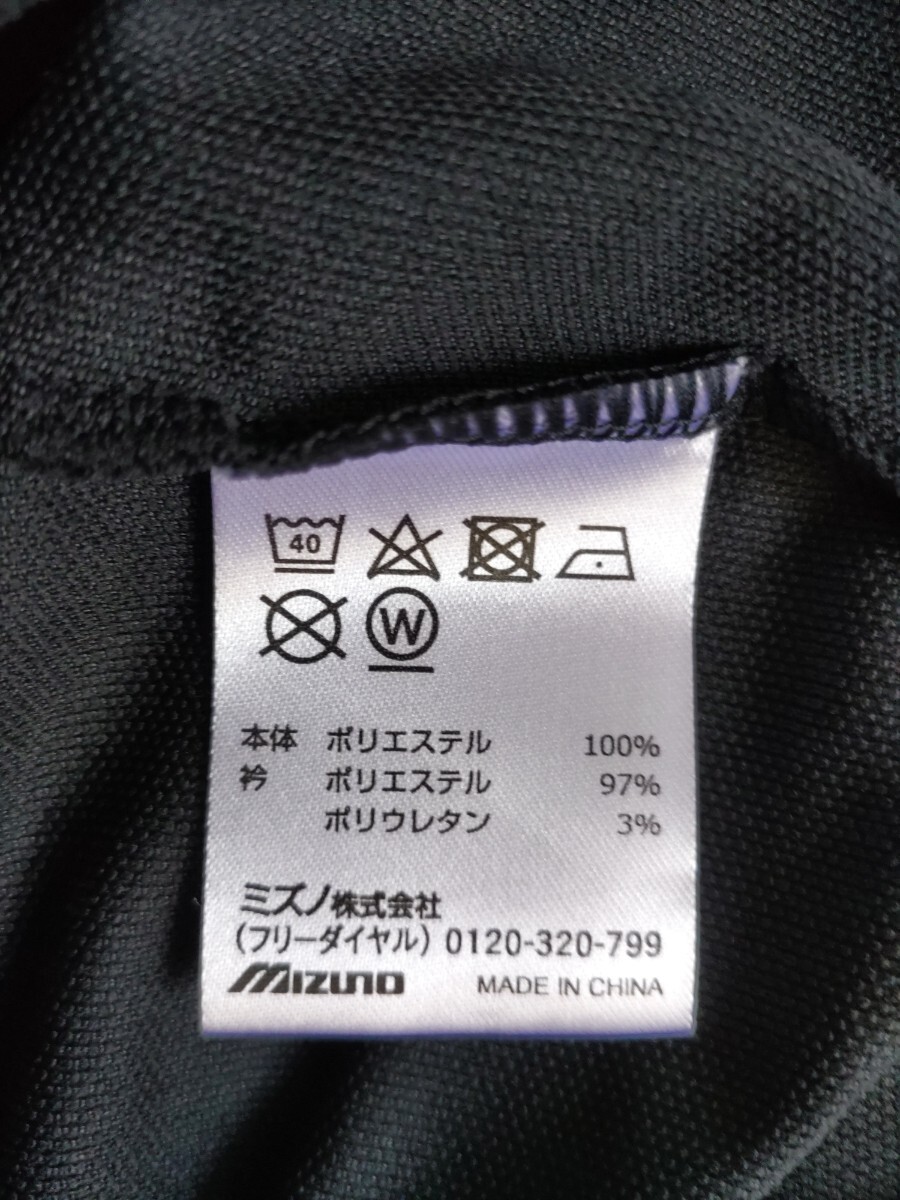 40
W
本体 ポリエステル 100%
衿 ポリエステル 97%
ポリウレタン 3%
ミズノ株式会社
(フリーダイヤル) 0120-320-799
MIZUNO MADE IN CHINA